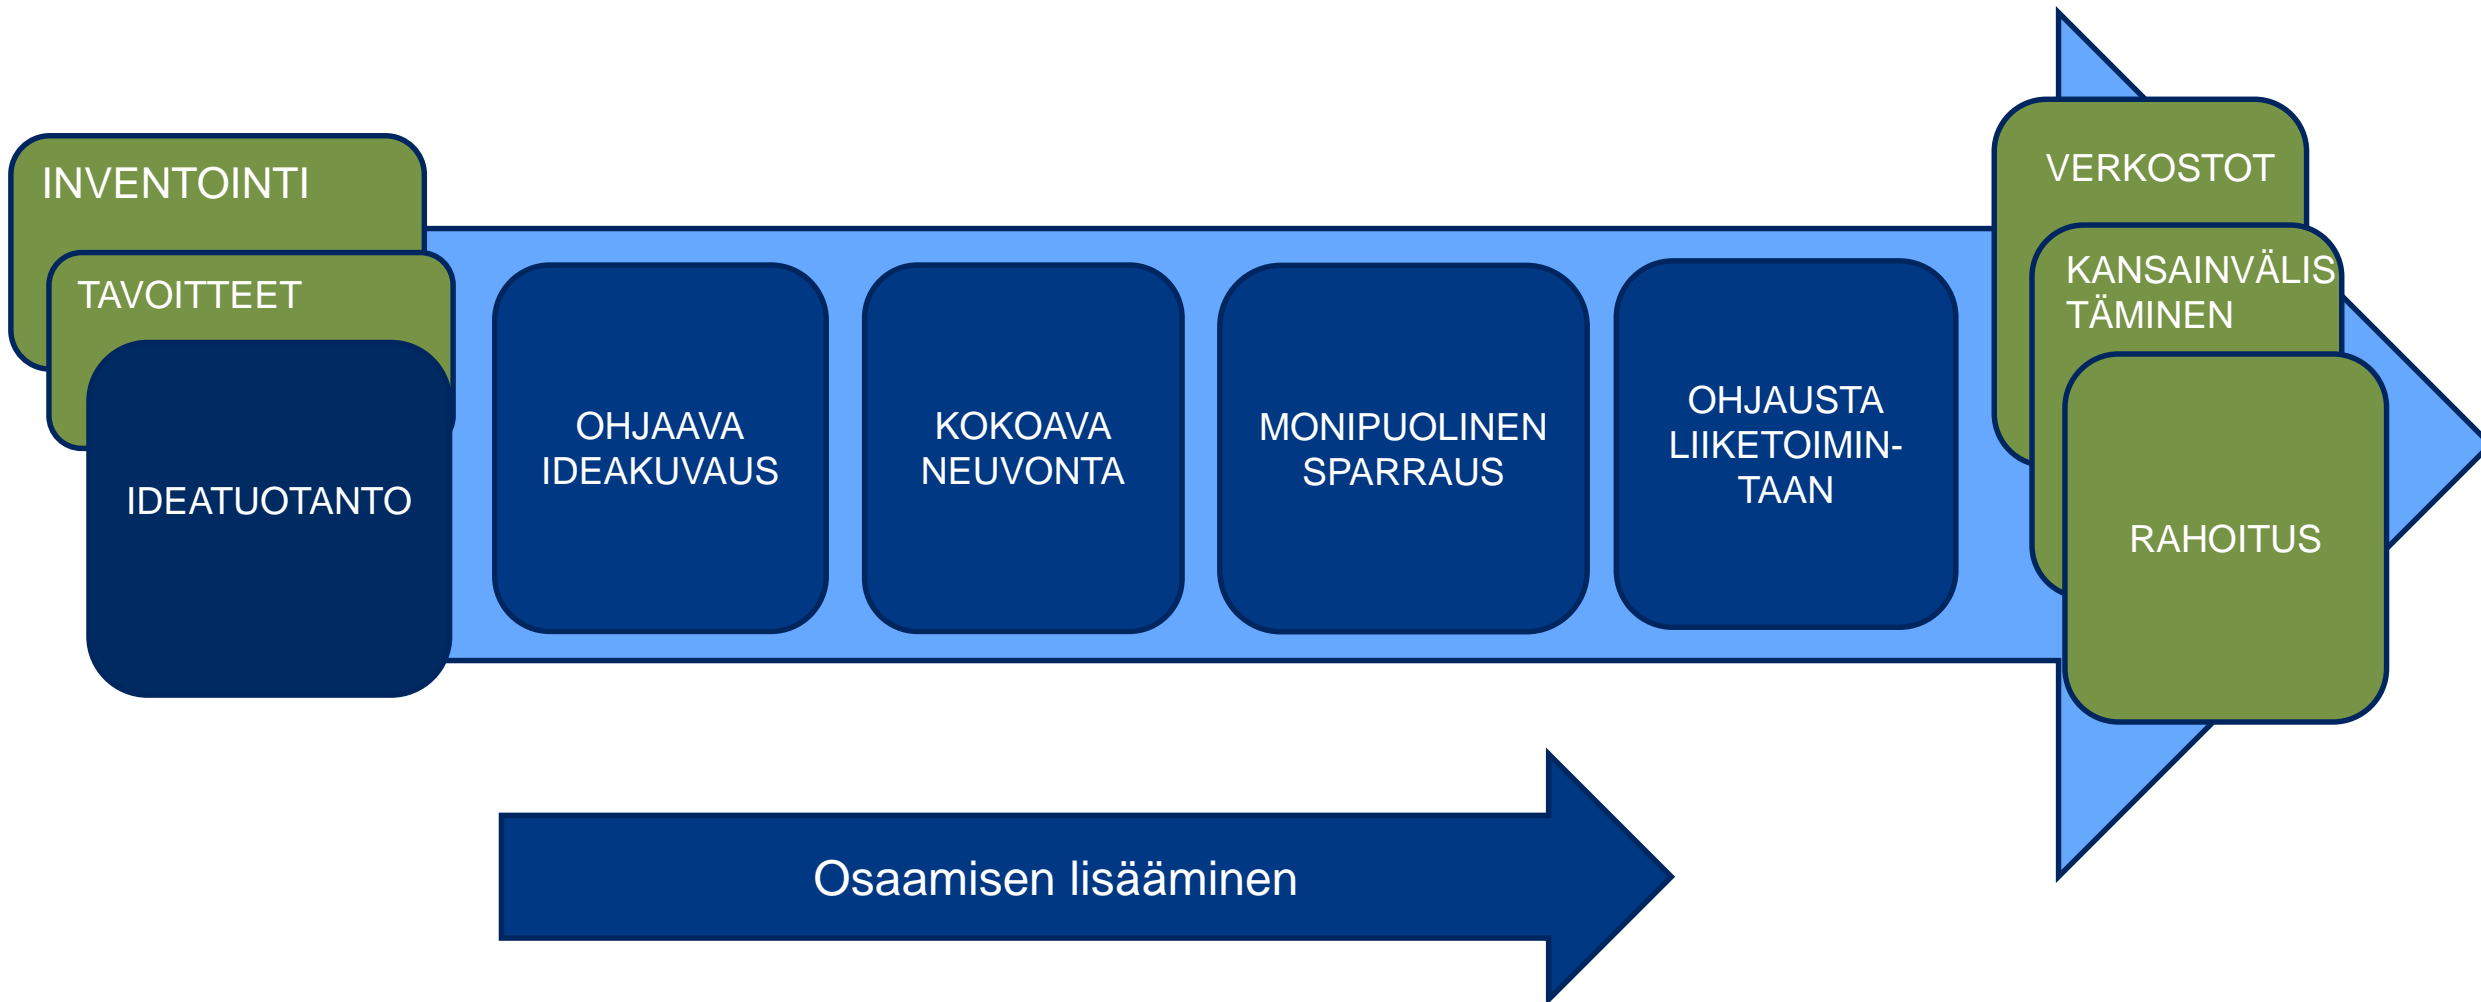 INVENTOINTI
TAVOITTEET
IDEATUOTANTO
OHJAAVA
IDEAKUVAUS
KOKOAVA
NEUVONTA
MONIPUOLINEN
SPARRAUS
OHJAUSTA
LIIKETOIMIN-
TAAN
VERKOSTOT
KANSAINVÄLIS
TÄMINEN
RAHOITUS
Osaamisen lisääminen